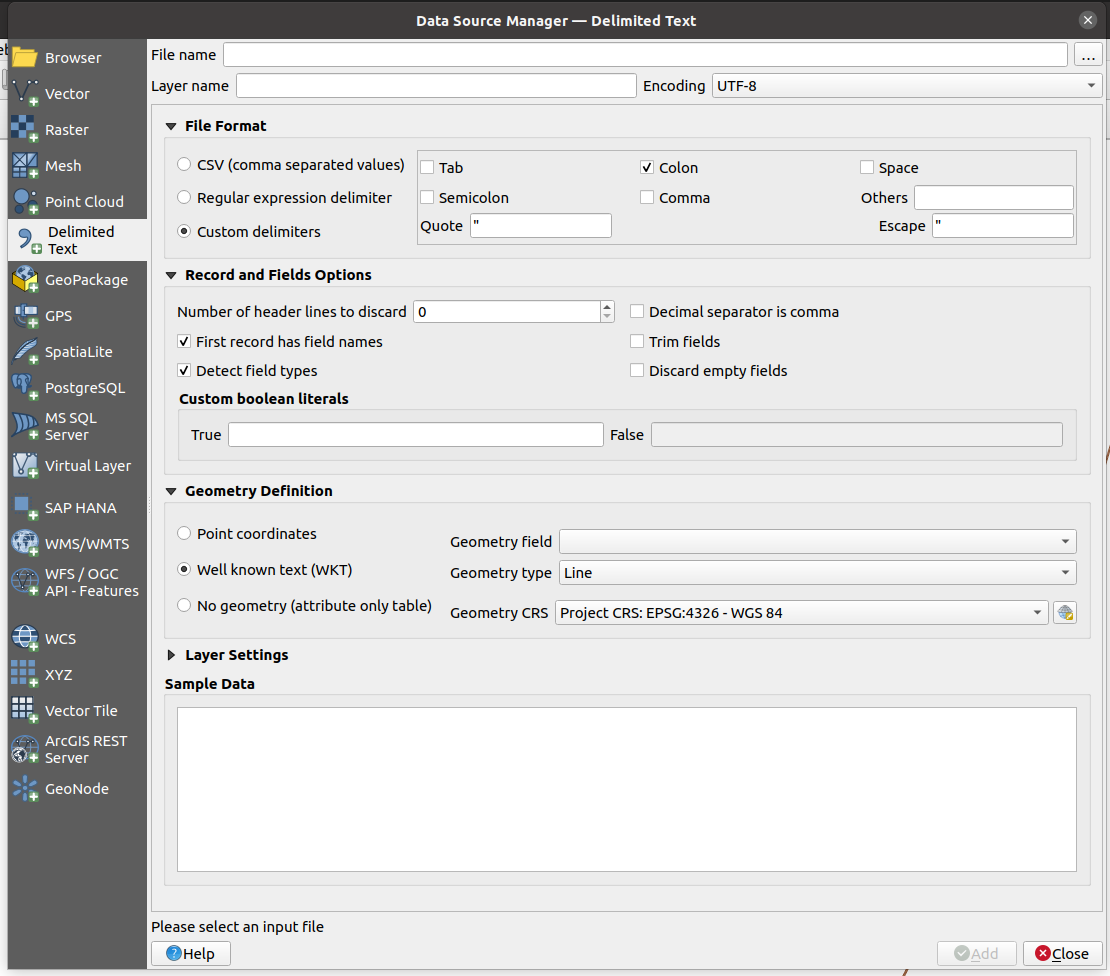 Data Source Manager — Delimited Text
Browser
Vector
Raster
Mesh
Point Cloud
Delimited
Text
GeoPackage
GPS
SpatiaLite
PostgreSQL
MS SQL
Server
Virtual Layer
SAP HANA
WMS/WMTS
WFS / OGC
API - Features
WCS
XYZ
Vector Tile
ArcGIS REST
Server
GeoNode
File name
...
Layer name Encoding UTF-8
File Format
CSV (comma separated values)
Regular expression delimiter
Custom delimiters
Tab Colon Space
Semicolon Comma Others
Quote " Escape "
Record and Fields Options
Number of header lines to discard 0 Decimal separator is comma
First record has field names Trim fields
Detect field types Discard empty fields
Custom boolean literals
True False
Geometry Definition
Point coordinates
Well known text (WKT)
No geometry (attribute only table)
Geometry field
Geometry type Line
Geometry CRS Project CRS: EPSG:4326 - WGS 84
Layer Settings
Sample Data
Please select an input file
Help Add Close